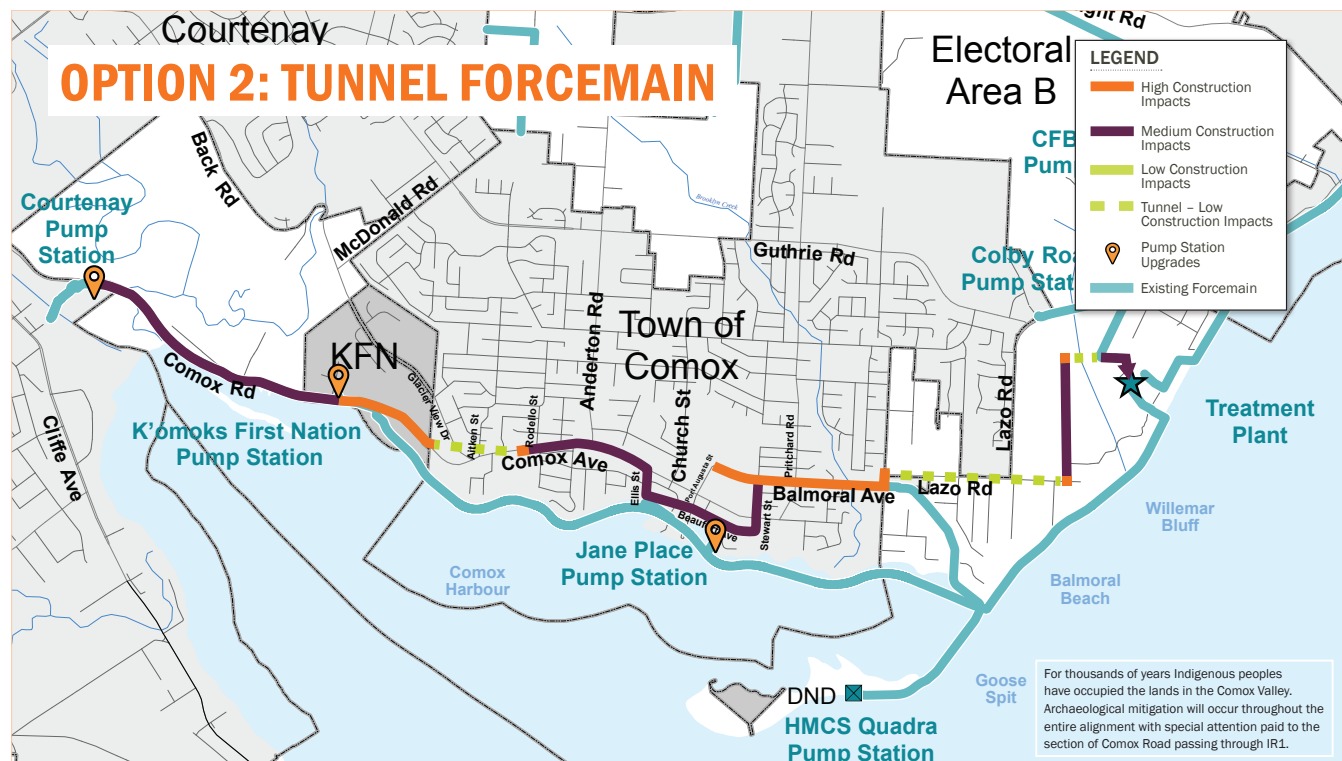 Courtenay
OPTION 2: TUNNEL FORCEMAIN
Electoral
Area B
LEGEND
High Construction
Impacts
Medium Construction
Impacts
Low Construction
Impacts
Tunnel – Low
Construction Impacts
Pump Station
Upgrades
Existing Forcemain
Back Rd
McDonald Rd
Brooklyn Creek
Guthrie Rd
Courtenay
Pump
Station
Colby
Pump
Anderton Rd
Town of
Comox
KFN
Comox Rd
Glacier View Dr
Aitken St
Rodello St
Church St
Lazo Rd
K'ómoks First Nation
Pump Station
Cliffe Ave
Comox Ave
Ellis St
Port Augusta St
Pritchard Rd
Balmoral Ave
Lazo Rd
Stewart St
Treatment
Plant
Willemar
Bluff
Jane Place
Pump Station
Comox
Harbour
Balmoral
Beach
Goose
Spit
DND
HMCS Quadra
Pump Station
For thousands of years Indigenous peoples
have occupied the lands in the Comox Valley.
Archaeological mitigation will occur throughout the
entire alignment with special attention paid to the
section of Comox Road passing through IR1.